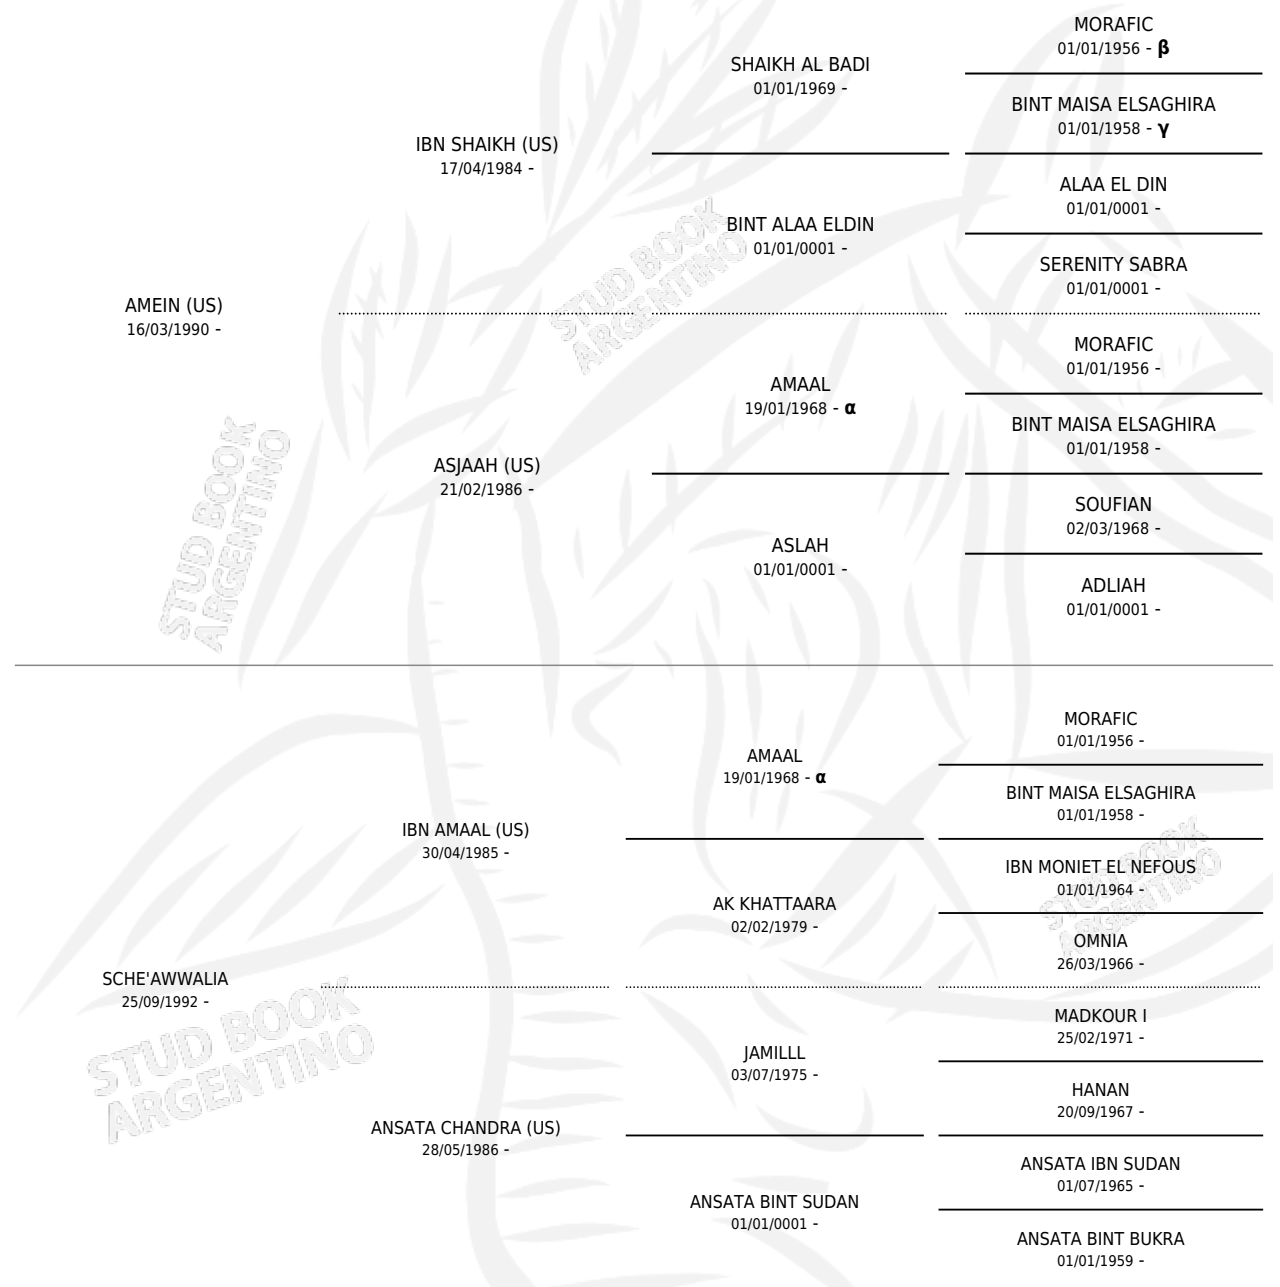 MORAFIC
01/01/1956 - β
SHAIKH AL BADI
01/01/1969 -
BINT MAISA ELSAGHIRA
01/01/1958 - γ
IBN SHAIKH (US)
17/04/1984 -
ALAA EL DIN
01/01/0001 -
BINT ALAA ELDIN
01/01/0001 -
SERENITY SABRA
01/01/0001 -
AMEIN (US)
16/03/1990 -
MORAFIC
01/01/1956 -
AMAAL
19/01/1968 - α
BINT MAISA ELSAGHIRA
01/01/1958 -
ASJAAH (US)
21/02/1986 -
SOUFIAN
02/03/1968 -
ASLAH
01/01/0001 -
ADLIAH
01/01/0001 -
MORAFIC
01/01/1956 -
AMAAL
19/01/1968 - α
BINT MAISA ELSAGHIRA
01/01/1958 -
IBN AMAAL (US)
30/04/1985 -
IBN MONIET EL NEFOUS
01/01/1964 -
AK KHATTAARA
02/02/1979 -
OMNIA
26/03/1966 -
SCHE'AWWALIA
25/09/1992 -
MADKOUR I
25/02/1971 -
JAMILLL
03/07/1975 -
HANAN
20/09/1967 -
ANSATA CHANDRA (US)
28/05/1986 -
ANSATA IBN SUDAN
01/07/1965 -
ANSATA BINT SUDAN
01/01/0001 -
ANSATA BINT BUKRA
01/01/1959 -
STUD BOOK
ARGENTINO
STUD BOOK
ARGENTINO
STUD BOOK
ARGENTINO
STUD BOOK
ARGENTINO